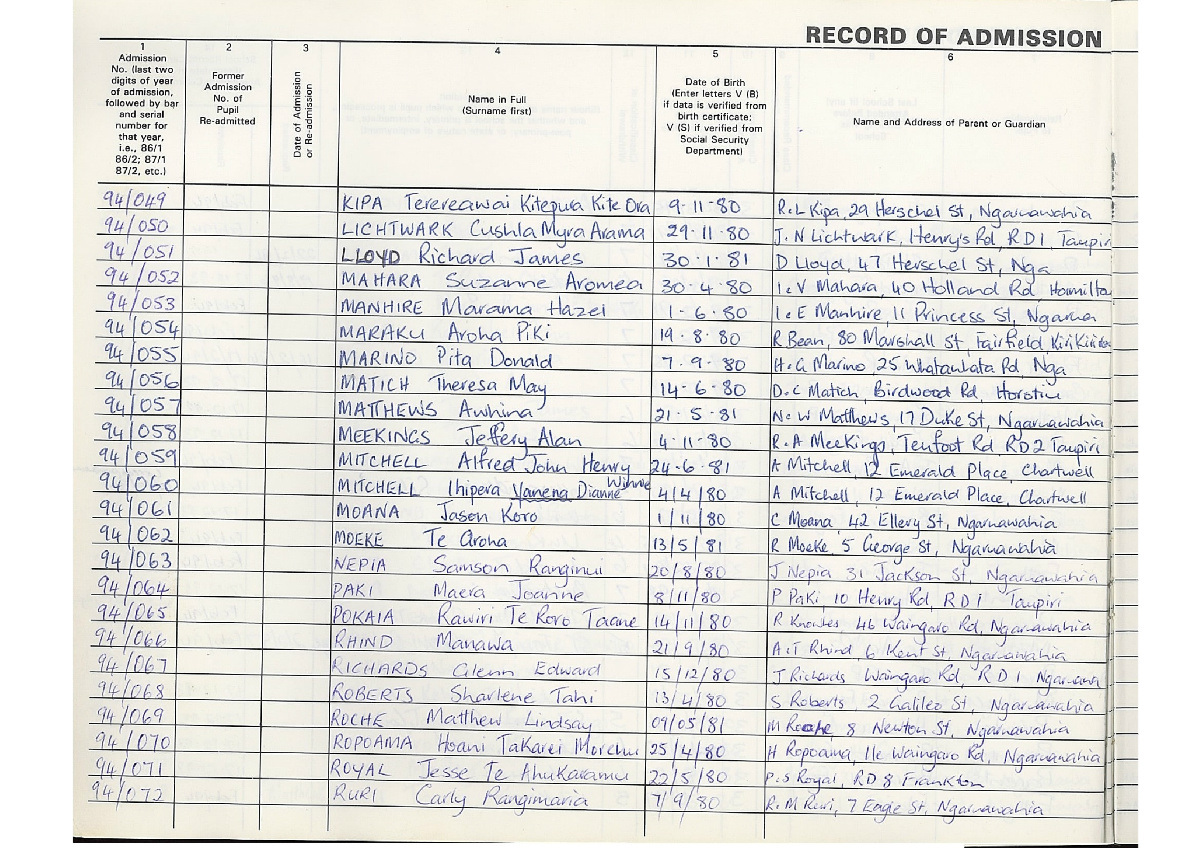 RECORD OF ADMISSION
1 2 3 4 5 6
Admission No. (last two digits of year of admission, followed by bar and serial number for that year, i.e., 86/1 86/2; 87/1 87/2, etc.)
Former Admission No. of Pupil Re-admitted
Date of Admission or Re-admission
Name in Full (Surname first)
Date of Birth (Enter letters V (B) if data is verified from birth certificate; V (S) if verified from Social Security Department)
Name and Address of Parent or Guardian
94/049 KIPA Terereawai Kitepura Kite Ora 9·11·80 R.L Kipa, 29 Herschel St, Ngaruawahia
94/050 LICHTWARK Cushla Myra Arama 29·11·80 J.N Lichtwark, Henry's Rd, RD1, Taupiri
94/051 LLOYD Richard James 30·1·81 D Lloyd, 47 Herschel St, Nga
94/052 MAHARA Suzanne Aromea 30·4·80 I & V Mahara, 40 Holland Rd, Hamilton
94/053 MANHIRE Marama Hazel 1·6·80 I & E Manhire, 11 Princess St, Ngarua
94/054 MARAKU Aroha Piki 19·8·80 R Bean, 80 Marshall St, Fairfield
94/055 MARINO Pita Donald 7·9·80 H.G Marino 25 Whatawhata Rd Nga
94/056 MATICH Theresa May 14·6·80 D.C Matich, Birdwood Rd, Horotiu
94/057 MATTHEWS Awhina 21·5·81 N.W Matthews, 17 Duke St, Ngaruawahia
94/058 MEEKINGS Jeffery Alan 4·11·80 R.A Meekings, Tenfoot Rd RD2 Taupiri
94/059 MITCHELL Alfred John Henry 24·6·81 A Mitchell, 12 Emerald Place, Chartwell
94/060 MITCHELL Ihipera Vanena Dianne 4/4/80 A Mitchell, 12 Emerald Place, Chartwell
94/061 MOANA Jason Koro 1/11/80 C Moana 42 Ellery St, Ngaruawahia
94/062 MOEKE Te Aroha 13/5/81 R Moeke 5 George St, Ngaruawahia
94/063 NEPIA Samson Ranginui 20/8/80 J Nepia 31 Jackson St, Ngaruawahia
94/064 PAKI Maera Joanne 8/11/80 P Paki, 10 Henry Rd, RD1 Taupiri
94/065 POKAIA Rawiri Te Koro Taane 14/11/80 R Knowles, 46 Waingaro Rd, Ngaruawahia
94/066 RHIND Manawa 21/9/80 A & T Rhind, 6 Kent St, Ngaruawahia
94/067 RICHARDS Glenn Edward 15/12/80 J Richards Waingaro Rd, RD1 Ngaruawa
94/068 ROBERTS Sharlene Tahi 13/4/80 S Roberts, 2 Galileo St, Ngaruawahia
94/069 ROCHE Matthew Lindsay 09/05/81 M Roche, 8 Newton St, Ngaruawahia
94/070 ROPOAMA Hoani Takarei Morehu 25/4/80 H Ropoama, 11e Waingaro Rd, Ngaruawahia
94/071 ROYAL Jesse Te Ahukaramu 22/5/80 P.S Royal, RD8 Frankton
94/072 RURI Carly Rangimaria 7/9/80 R.M Ruri, 7 Eagle St, Ngaruawahia